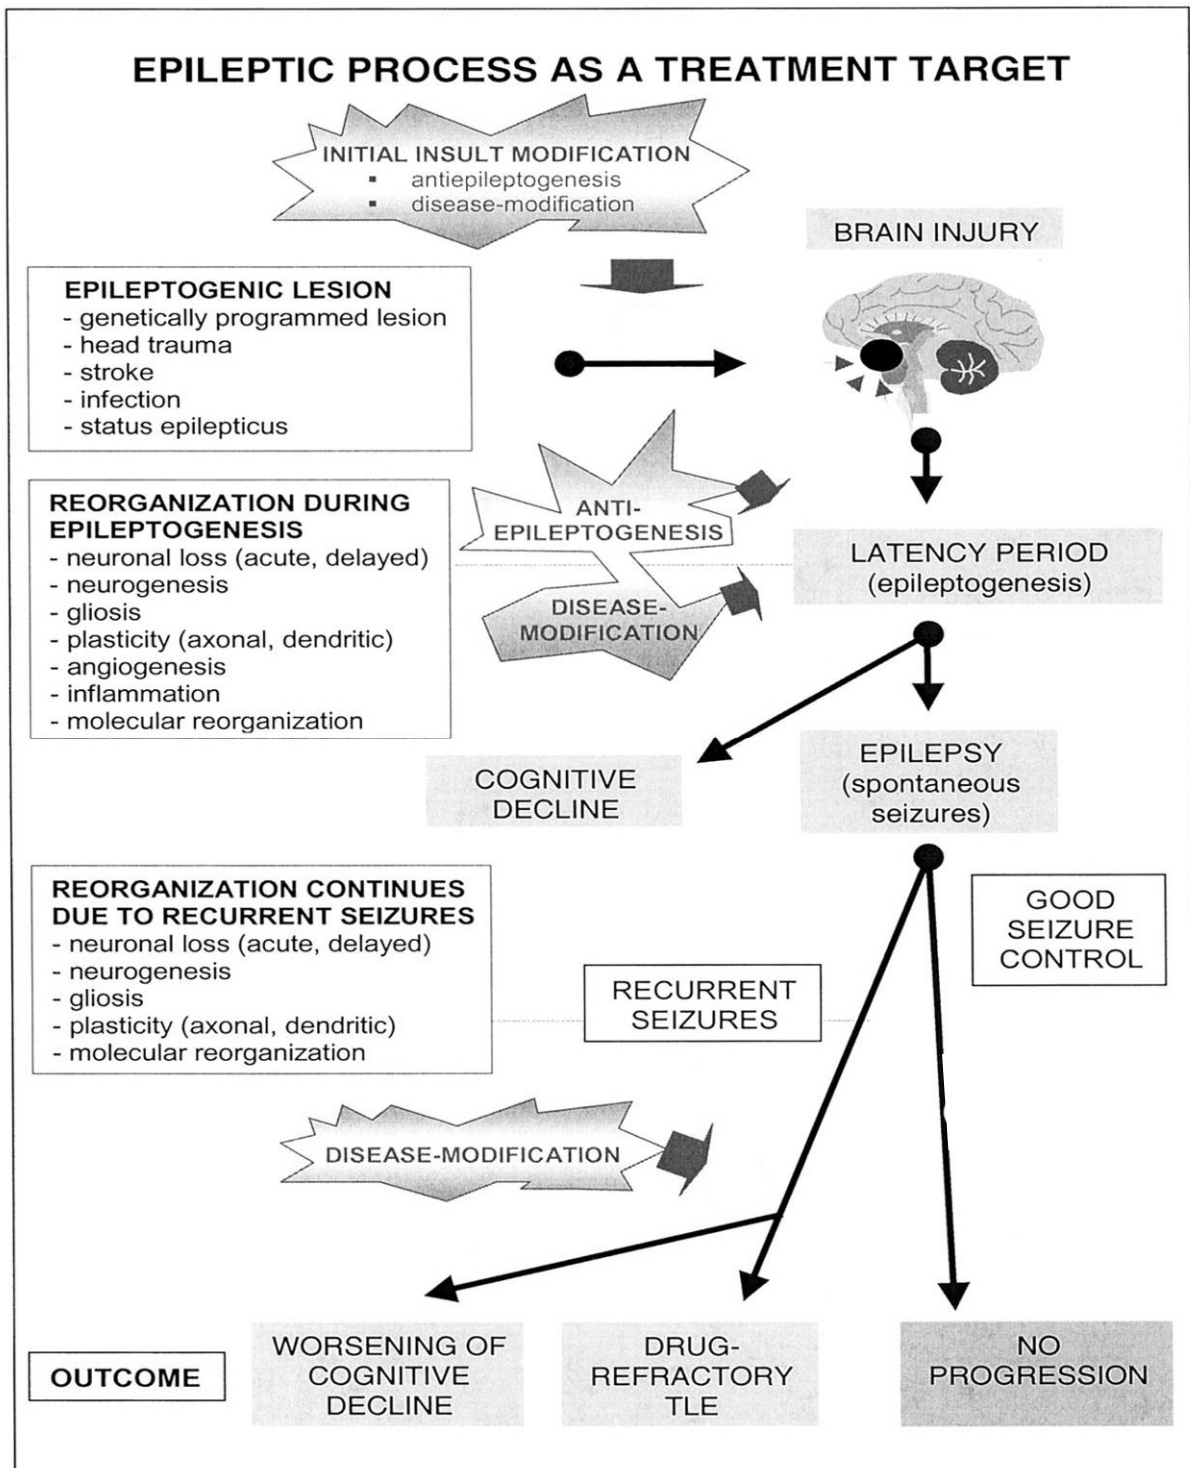 EPILEPTIC PROCESS AS A TREATMENT TARGET
INITIAL INSULT MODIFICATION
▪ antiepileptogenesis
▪ disease-modification
BRAIN INJURY
EPILEPTOGENIC LESION
- genetically programmed lesion
- head trauma
- stroke
- infection
- status epilepticus
REORGANIZATION DURING
EPILEPTOGENESIS
- neuronal loss (acute, delayed)
- neurogenesis
- gliosis
- plasticity (axonal, dendritic)
- angiogenesis
- inflammation
- molecular reorganization
ANTI-
EPILEPTOGENESIS
DISEASE-
MODIFICATION
LATENCY PERIOD
(epileptogenesis)
COGNITIVE
DECLINE
EPILEPSY
(spontaneous
seizures)
REORGANIZATION CONTINUES
DUE TO RECURRENT SEIZURES
- neuronal loss (acute, delayed)
- neurogenesis
- gliosis
- plasticity (axonal, dendritic)
- molecular reorganization
RECURRENT
SEIZURES
GOOD
SEIZURE
CONTROL
DISEASE-MODIFICATION
OUTCOME
WORSENING OF
COGNITIVE
DECLINE
DRUG-
REFRACTORY
TLE
NO
PROGRESSION